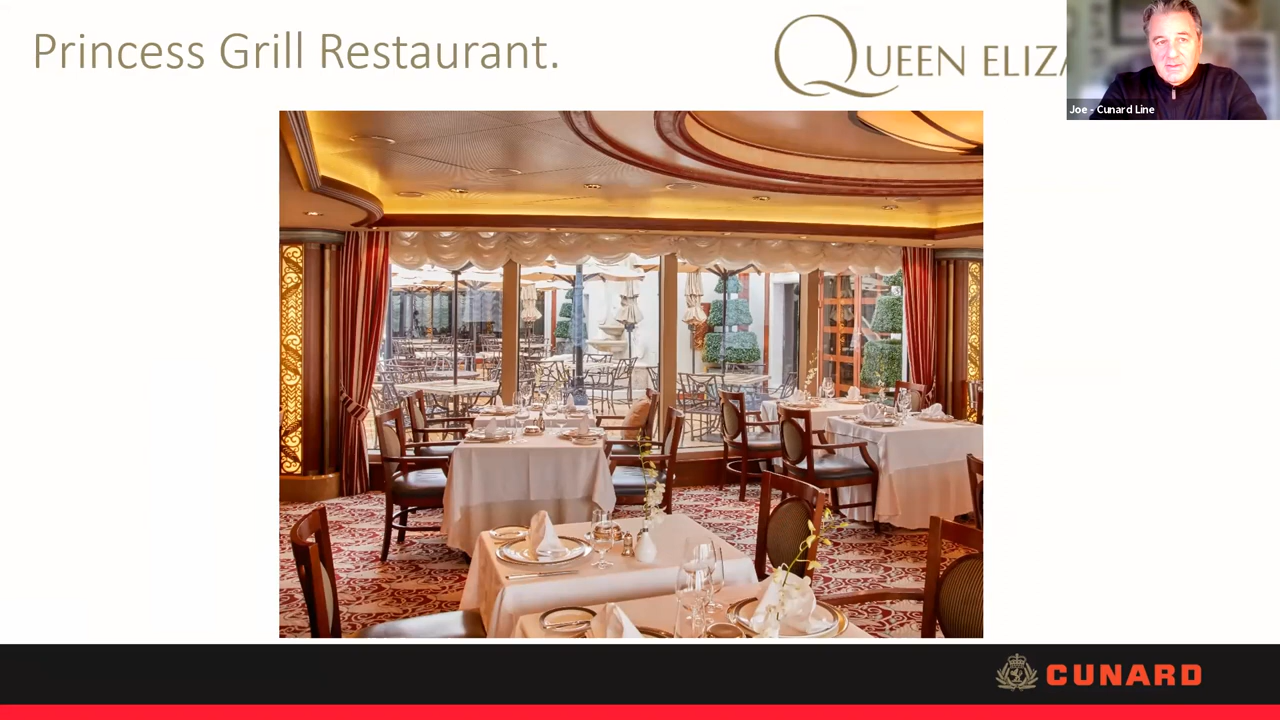 Princess Grill Restaurant.
QUEEN ELIZA
Joe - Cunard Line
CUNARD